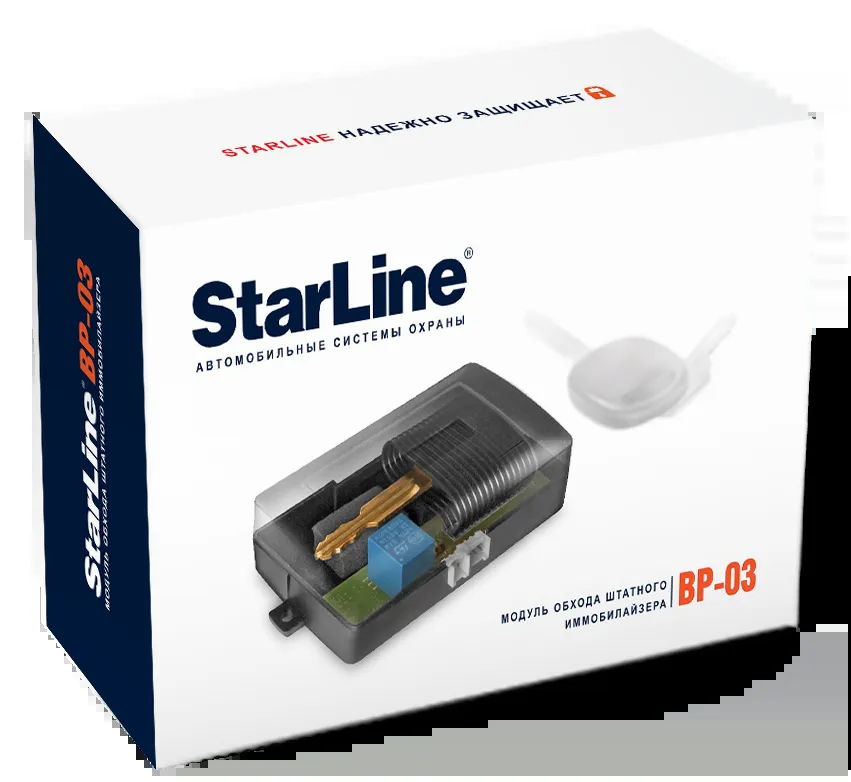 STARLINE НАДЕЖНО ЗАЩИЩАЕТ
StarLine®
АВТОМОБИЛЬНЫЕ СИСТЕМЫ ОХРАНЫ
МОДУЛЬ ОБХОДА ШТАТНОГО
ИММОБИЛАЙЗЕРА
BP-03
StarLine® BP-03
МОДУЛЬ ОБХОДА ШТАТНОГО ИММОБИЛАЙЗЕРА